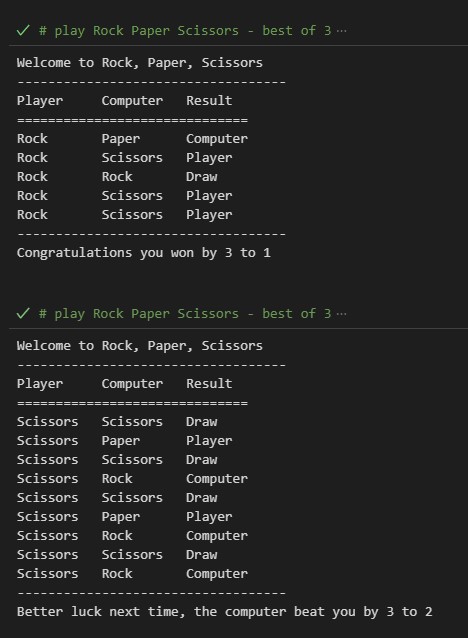 ✓ # play Rock Paper Scissors - best of 3 ···
Welcome to Rock, Paper, Scissors
-----------------------------------
Player     Computer   Result
==============================
Rock       Paper      Computer
Rock       Scissors   Player
Rock       Rock       Draw
Rock       Scissors   Player
Rock       Scissors   Player
-----------------------------------
Congratulations you won by 3 to 1
✓ # play Rock Paper Scissors - best of 3 ···
Welcome to Rock, Paper, Scissors
-----------------------------------
Player     Computer   Result
==============================
Scissors   Scissors   Draw
Scissors   Paper      Player
Scissors   Scissors   Draw
Scissors   Rock       Computer
Scissors   Scissors   Draw
Scissors   Paper      Player
Scissors   Rock       Computer
Scissors   Scissors   Draw
Scissors   Rock       Computer
-----------------------------------
Better luck next time, the computer beat you by 3 to 2